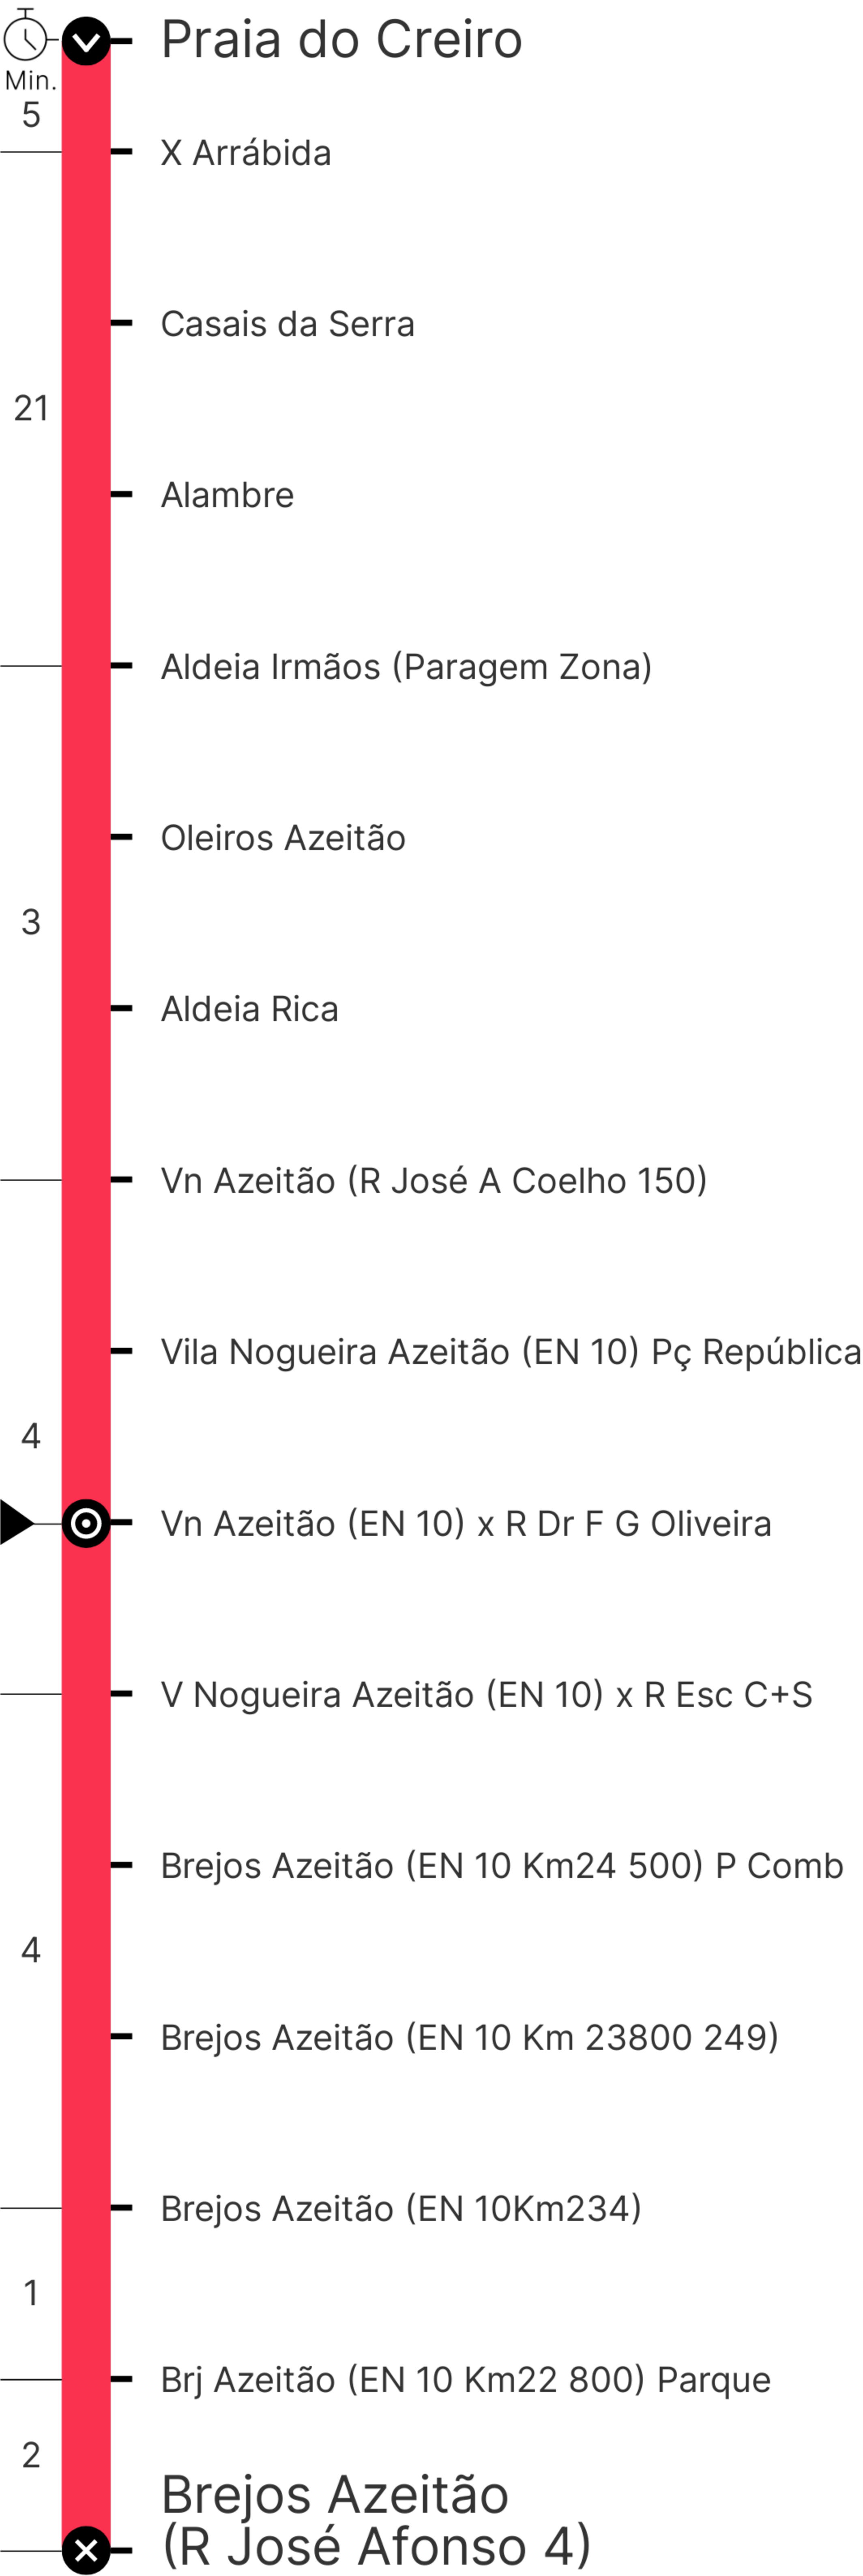 Praia do Creiro
Min.
5
X Arrábida
Casais da Serra
21
Alambre
Aldeia Irmãos (Paragem Zona)
Oleiros Azeitão
3
Aldeia Rica
Vn Azeitão (R José A Coelho 150)
Vila Nogueira Azeitão (EN 10) Pç República
4
Vn Azeitão (EN 10) x R Dr F G Oliveira
V Nogueira Azeitão (EN 10) x R Esc C+S
Brejos Azeitão (EN 10 Km24 500) P Comb
4
Brejos Azeitão (EN 10 Km 23800 249)
Brejos Azeitão (EN 10Km234)
1
Brj Azeitão (EN 10 Km22 800) Parque
2
Brejos Azeitão
(R José Afonso 4)